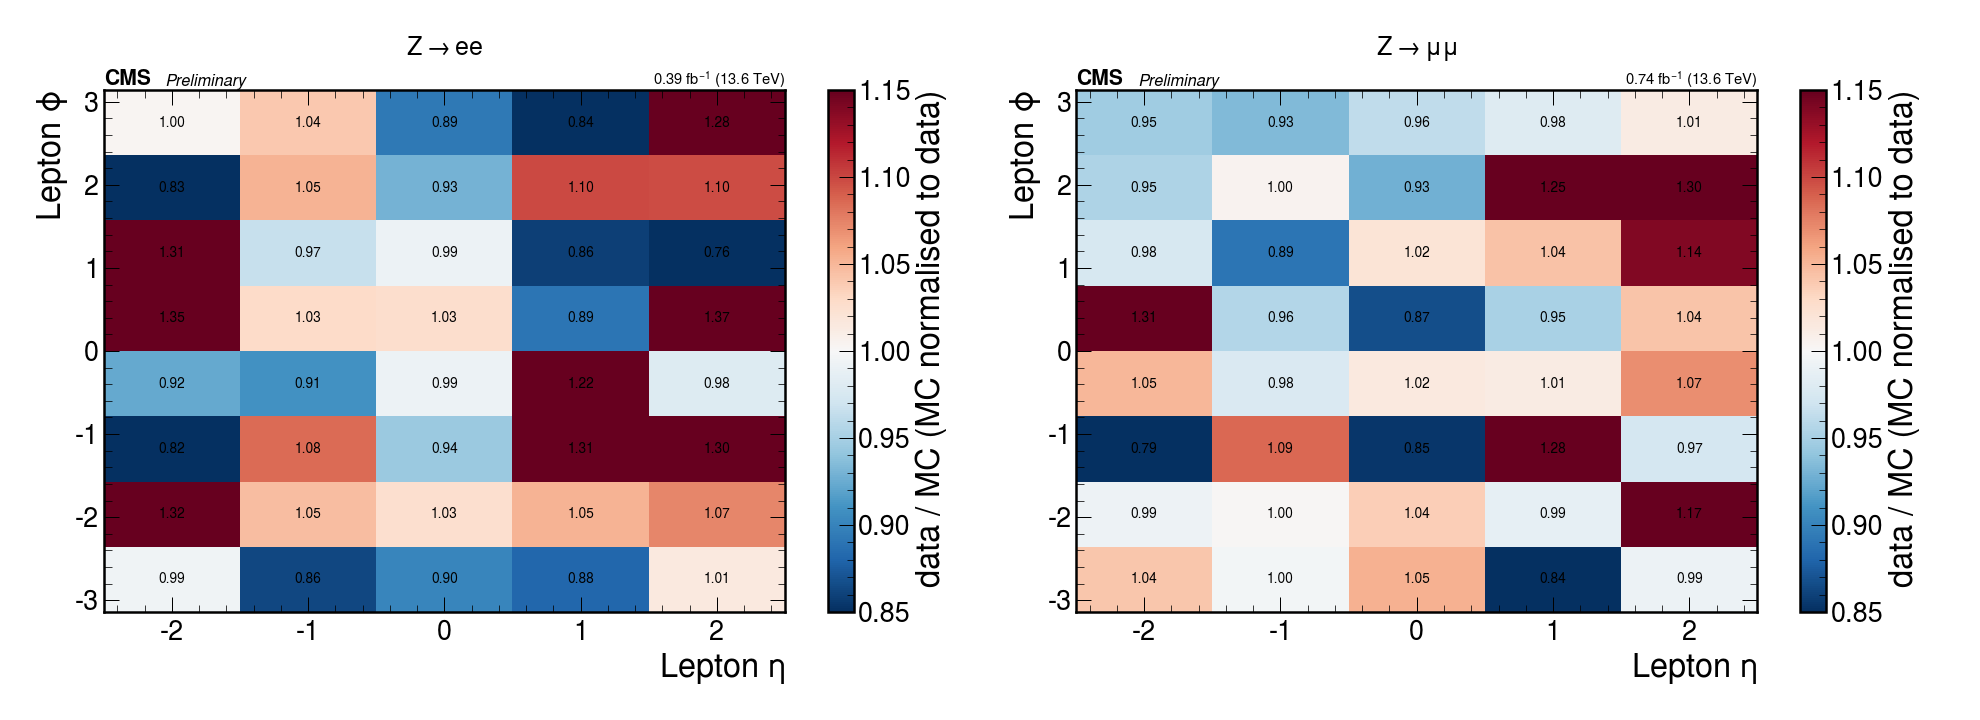 Z → ee
CMS Preliminary 0.39 fb⁻¹ (13.6 TeV)
Lepton ϕ
3
2
1
0
-1
-2
-3
1.00 1.04 0.89 0.84 1.28
0.83 1.05 0.93 1.10 1.10
1.31 0.97 0.99 0.86 0.76
1.35 1.03 1.03 0.89 1.37
0.92 0.91 0.99 1.22 0.98
0.82 1.08 0.94 1.31 1.30
1.32 1.05 1.03 1.05 1.07
0.99 0.86 0.90 0.88 1.01
-2 -1 0 1 2
Lepton η
1.15
1.10
1.05
1.00
0.95
0.90
0.85
data / MC (MC normalised to data)
Z → μμ
CMS Preliminary 0.74 fb⁻¹ (13.6 TeV)
Lepton ϕ
3
2
1
0
-1
-2
-3
0.95 0.93 0.96 0.98 1.01
0.95 1.00 0.93 1.25 1.30
0.98 0.89 1.02 1.04 1.14
1.31 0.96 0.87 0.95 1.04
1.05 0.98 1.02 1.01 1.07
0.79 1.09 0.85 1.28 0.97
0.99 1.00 1.04 0.99 1.17
1.04 1.00 1.05 0.84 0.99
-2 -1 0 1 2
Lepton η
1.15
1.10
1.05
1.00
0.95
0.90
0.85
data / MC (MC normalised to data)